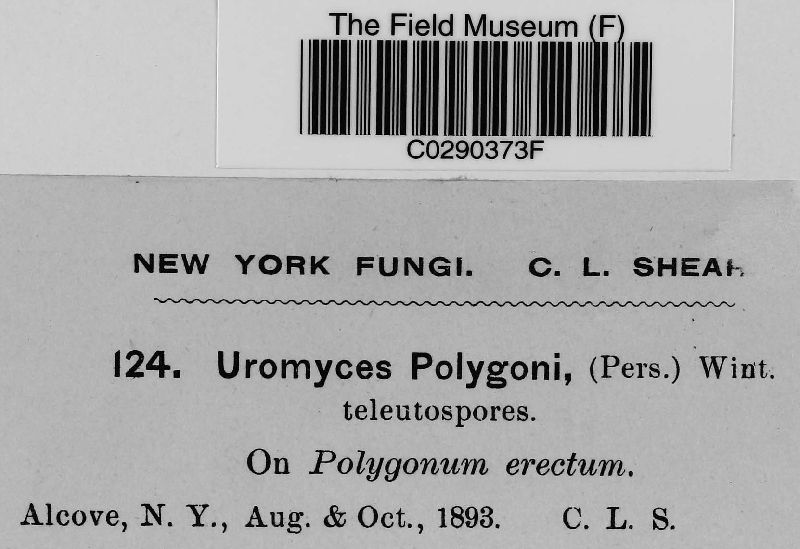 The Field Museum (F)
C0290373F
NEW YORK FUNGI. C. L. SHEAR
124. Uromyces Polygoni, (Pers.) Wint.
teleutospores.
On Polygonum erectum.
Alcove, N. Y., Aug. & Oct., 1893. C. L. S.